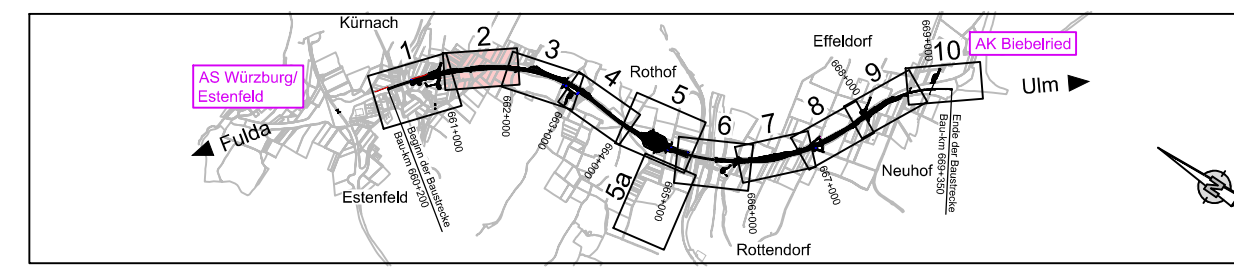 Kürnach
AS Würzburg/
Estenfeld
Fulda
Estenfeld
Beginn der Baustrecke
Bau-km 660+200
1
2
3
4
5
5a
6
7
8
9
10
661+000
662+000
663+000
664+000
665+000
666+000
667+000
668+000
669+000
Rothof
Rottendorf
Effeldorf
Neuhof
AK Biebelried
Ulm
Ende der Baustrecke
Bau-km 669+350
N